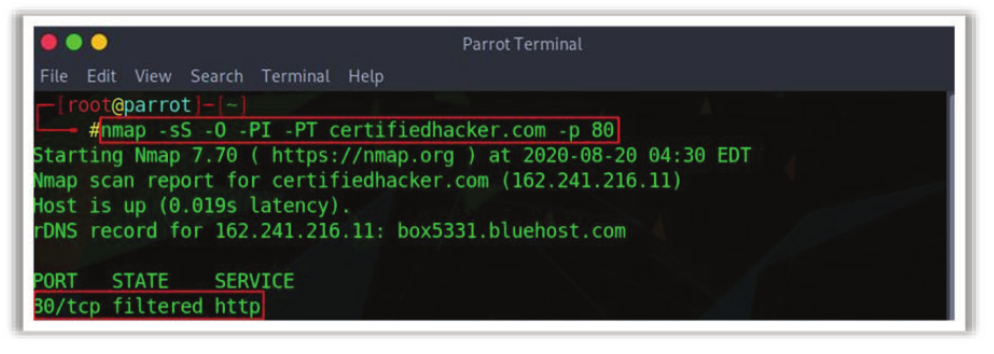 Parrot Terminal
File Edit View Search Terminal Help
[root@parrot]-[~]
#nmap -sS -O -PI -PT certifiedhacker.com -p 80
Starting Nmap 7.70 ( https://nmap.org ) at 2020-08-20 04:30 EDT
Nmap scan report for certifiedhacker.com (162.241.216.11)
Host is up (0.019s latency).
rDNS record for 162.241.216.11: box5331.bluehost.com
PORT STATE SERVICE
80/tcp filtered http